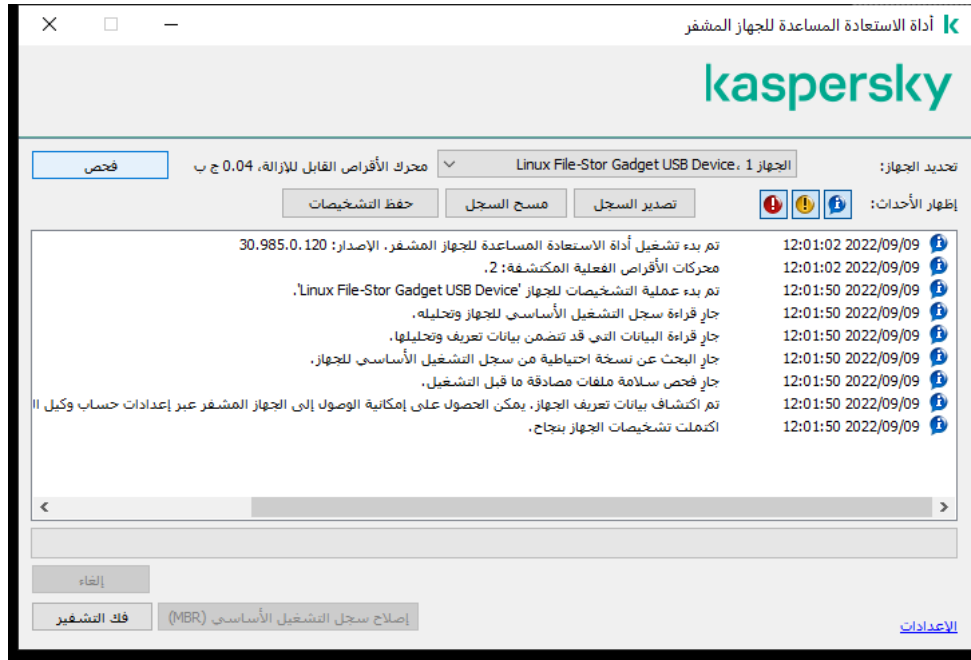 أداة الاستعادة المساعدة للجهاز المشفر
kaspersky
تحديد الجهاز: الجهاز 1 ،Linux File-Stor Gadget USB Device محرك الأقراص القابل للإزالة، 0.04 ج ب فحص
إظهار الأحداث: تصدير السجل مسح السجل حفظ التشخيصات
12:01:02 2022/09/09 تم بدء تشغيل أداة الاستعادة المساعدة للجهاز المشفر. الإصدار: 30.985.0.120
12:01:02 2022/09/09 محركات الأقراص الفعلية المكتشفة: 2.
12:01:50 2022/09/09 تم بدء عملية التشخيصات للجهاز 'Linux File-Stor Gadget USB Device'.
12:01:50 2022/09/09 جارٍ قراءة سجل التشغيل الأساسي للجهاز وتحليله.
12:01:50 2022/09/09 جارٍ قراءة البيانات التي قد تتضمن بيانات تعريف وتحليلها.
12:01:50 2022/09/09 جارٍ البحث عن نسخة احتياطية من سجل التشغيل الأساسي للجهاز.
12:01:50 2022/09/09 جارٍ فحص سلامة ملفات مصادقة ما قبل التشغيل.
12:01:50 2022/09/09 تم اكتشاف بيانات تعريف الجهاز. يمكن الحصول على إمكانية الوصول إلى الجهاز المشفر عبر إعدادات حساب وكيل
12:01:50 2022/09/09 اكتملت تشخيصات الجهاز بنجاح.
إلغاء
إصلاح سجل التشغيل الأساسي (MBR) فك التشفير
الإعدادات